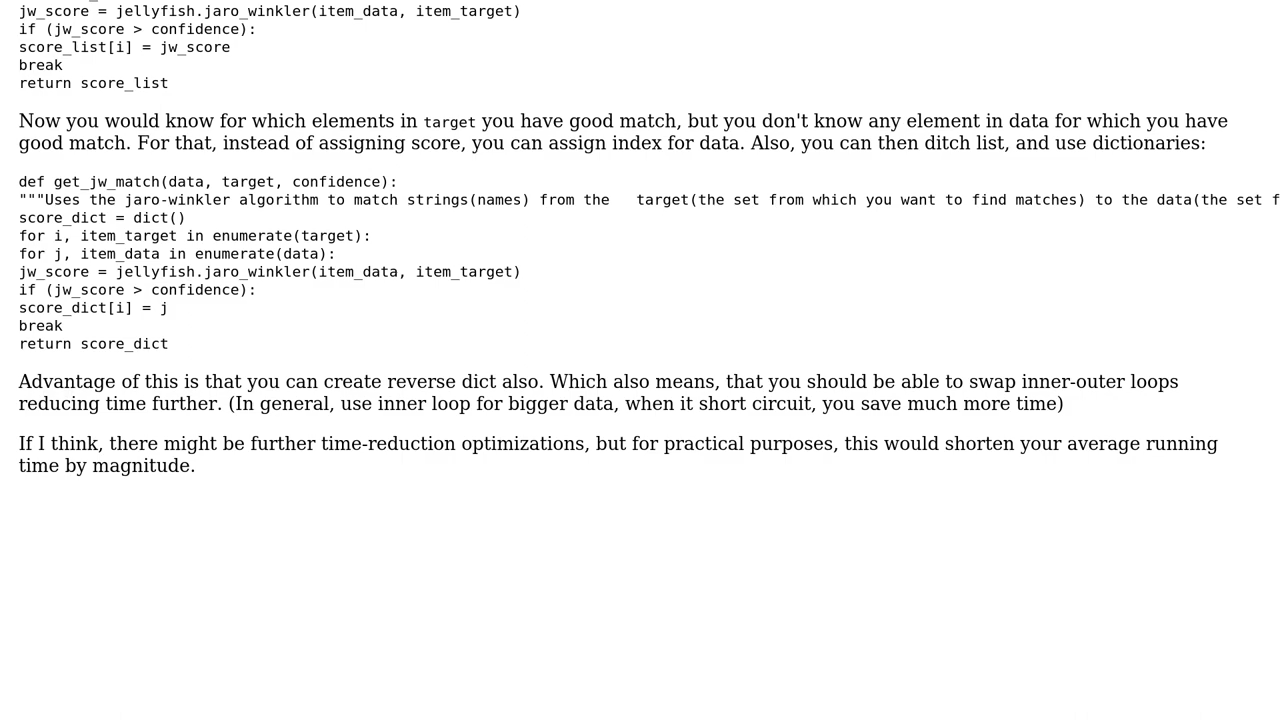 jw_score = jellyfish.jaro_winkler(item_data, item_target)
if (jw_score > confidence):
score_list[i] = jw_score
break
return score_list
Now you would know for which elements in target you have good match, but you don't know any element in data for which you have
good match. For that, instead of assigning score, you can assign index for data. Also, you can then ditch list, and use dictionaries:
def get_jw_match(data, target, confidence):
"""Uses the jaro-winkler algorithm to match strings(names) from the   target(the set from which you want to find matches) to the data(the set f
score_dict = dict()
for i, item_target in enumerate(target):
for j, item_data in enumerate(data):
jw_score = jellyfish.jaro_winkler(item_data, item_target)
if (jw_score > confidence):
score_dict[i] = j
break
return score_dict
Advantage of this is that you can create reverse dict also. Which also means, that you should be able to swap inner-outer loops
reducing time further. (In general, use inner loop for bigger data, when it short circuit, you save much more time)
If I think, there might be further time-reduction optimizations, but for practical purposes, this would shorten your average running
time by magnitude.